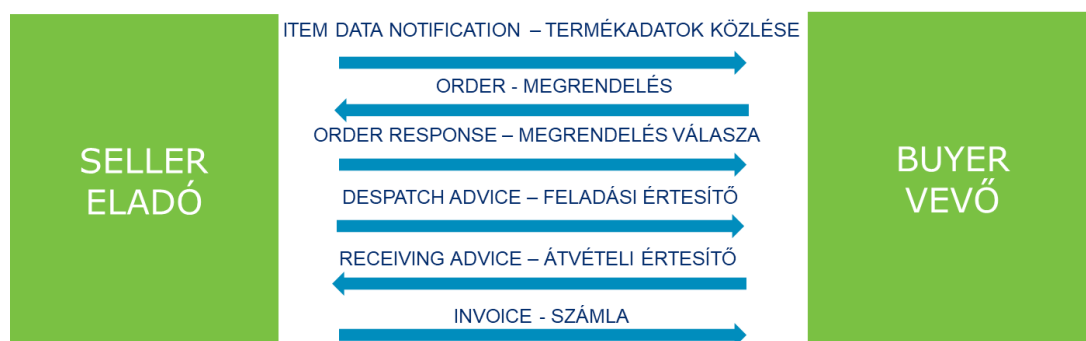 ITEM DATA NOTIFICATION – TERMÉKADATOK KÖZLÉSE
ORDER - MEGRENDELÉS
ORDER RESPONSE – MEGRENDELÉS VÁLASZA
SELLER
ELADÓ
BUYER
VEVŐ
DESPATCH ADVICE – FELADÁSI ÉRTESÍTŐ
RECEIVING ADVICE – ÁTVÉTELI ÉRTESÍTŐ
INVOICE - SZÁMLA